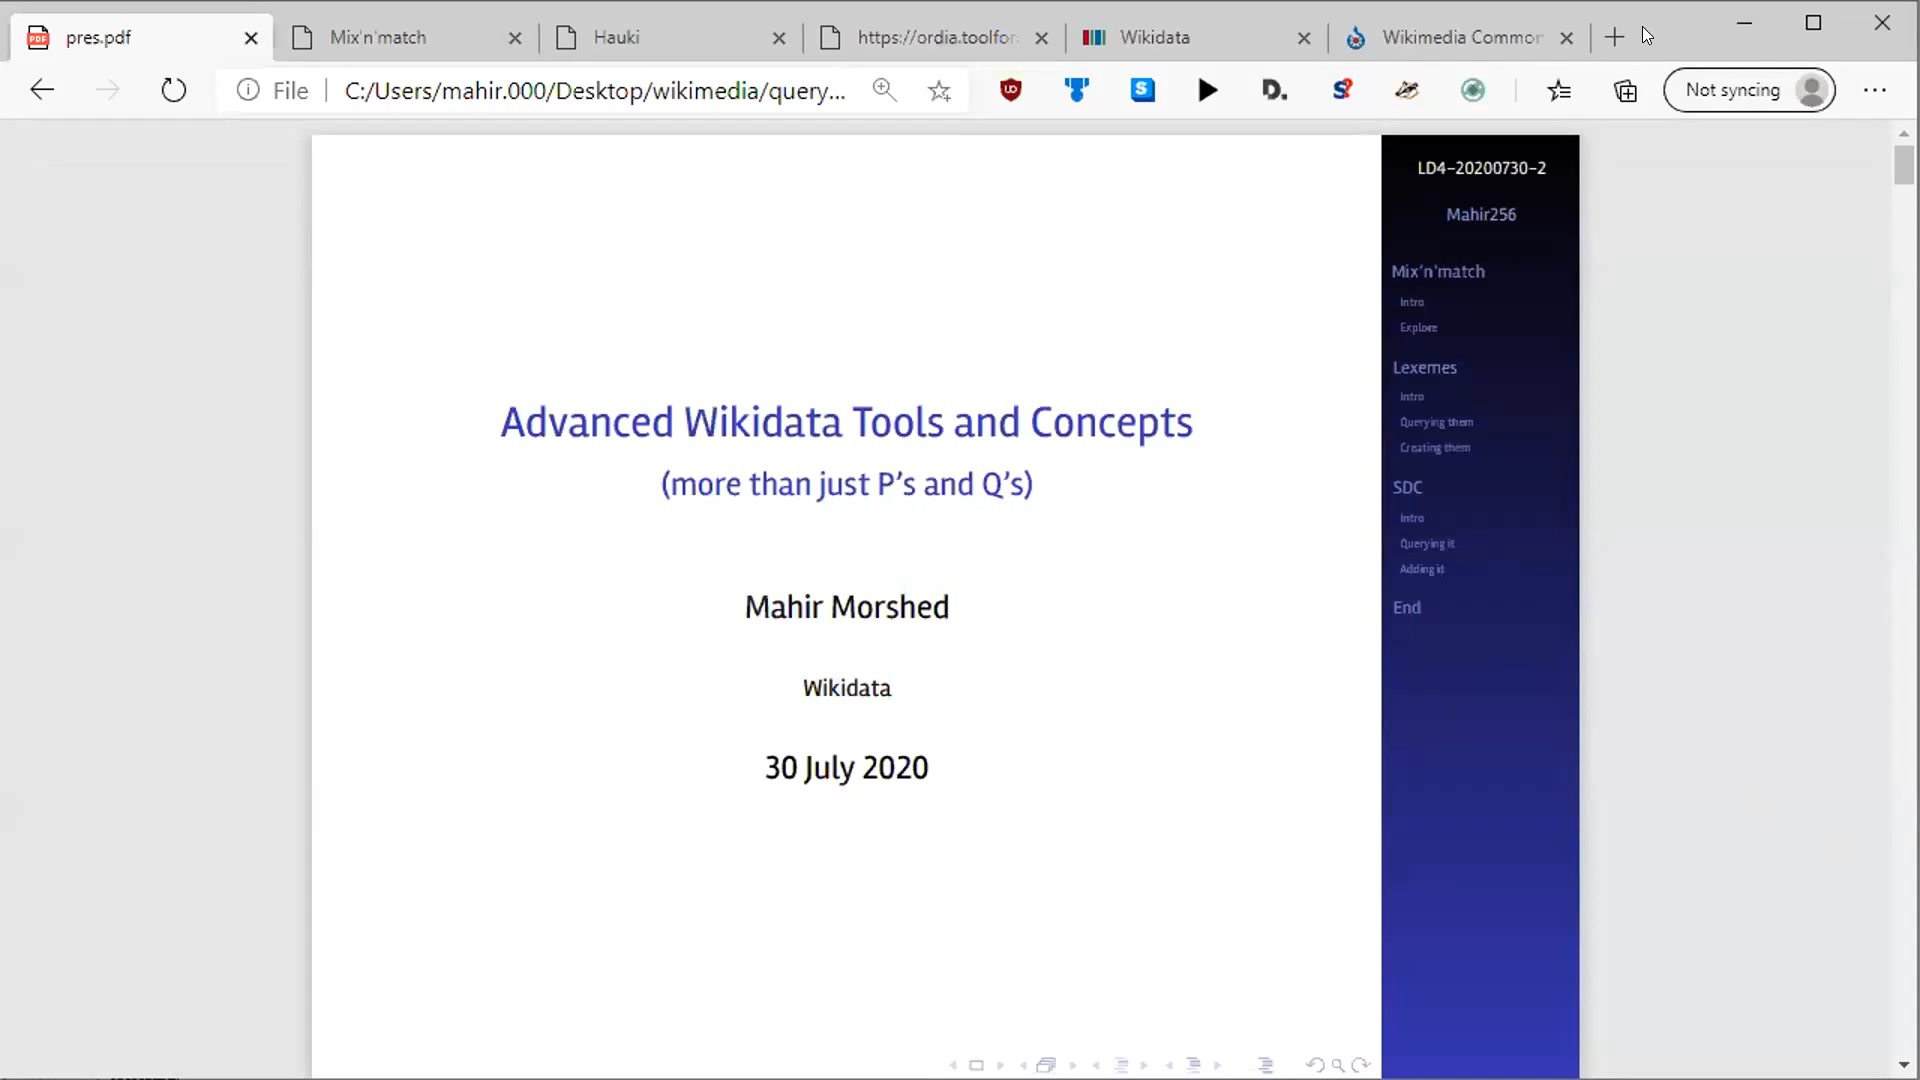 pres.pdf
Mix'n'match
Hauki
https://ordia.toolfor
Wikidata
Wikimedia Common
File
C:/Users/mahir.000/Desktop/wikimedia/query...
Not syncing
Advanced Wikidata Tools and Concepts
(more than just P's and Q's)
Mahir Morshed
Wikidata
30 July 2020
LD4-20200730-2
Mahir256
Mix'n'match
Intro
Explore
Lexemes
Intro
Querying them
Creating them
SDC
Intro
Querying it
Adding it
End